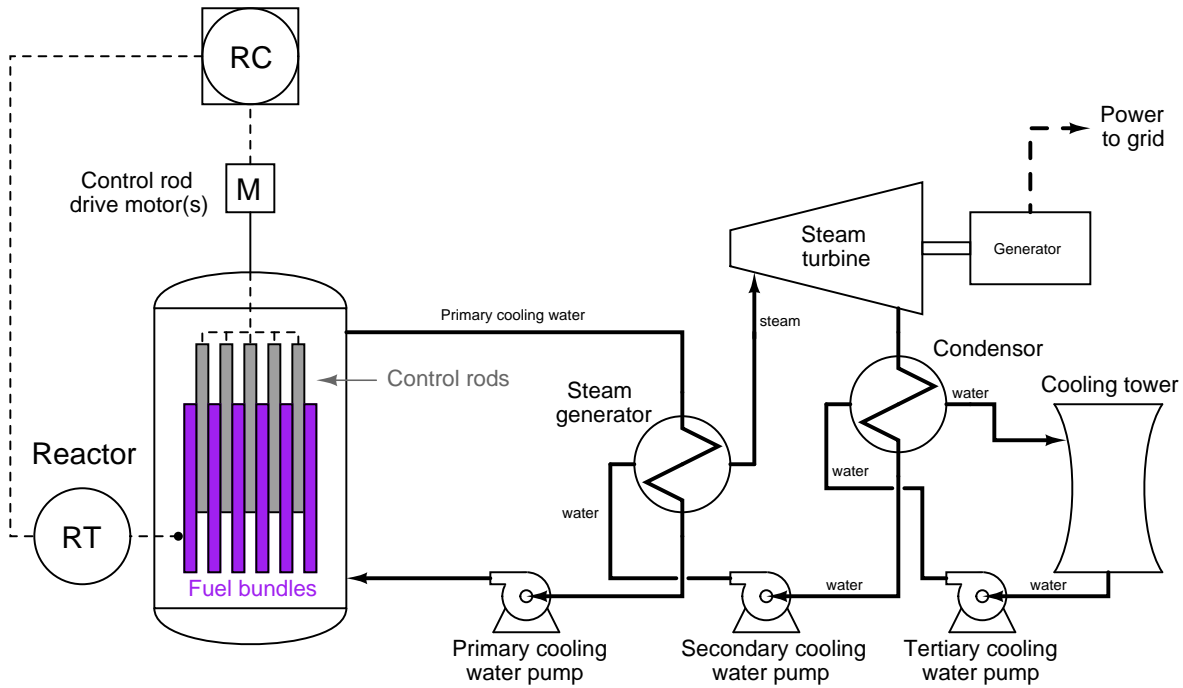 RC
Power
to grid
Control rod
drive motor(s)
M
Steam
turbine
Generator
Primary cooling water
steam
Condensor
Control rods
Steam
generator
water
Cooling tower
Reactor
water
water
RT
Fuel bundles
water
water
Primary cooling
water pump
Secondary cooling
water pump
Tertiary cooling
water pump